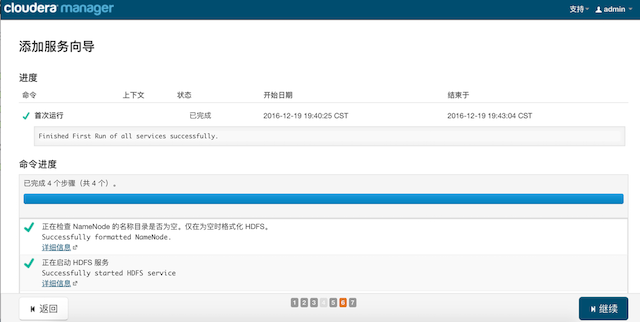 cloudera manager
支持 admin
添加服务向导
进度
命令 上下文 状态 开始日期 结束于
首次运行 已完成 2016-12-19 19:40:25 CST 2016-12-19 19:43:04 CST
Finished First Run of all services successfully.
命令进度
已完成 4 个步骤（共 4 个）。
正在检查 NameNode 的名称目录是否为空。仅在为空时格式化 HDFS。
Successfully formatted NameNode.
详细信息
正在启动 HDFS 服务
Successfully started HDFS service
详细信息
返回 1 2 3 4 5 6 7 继续